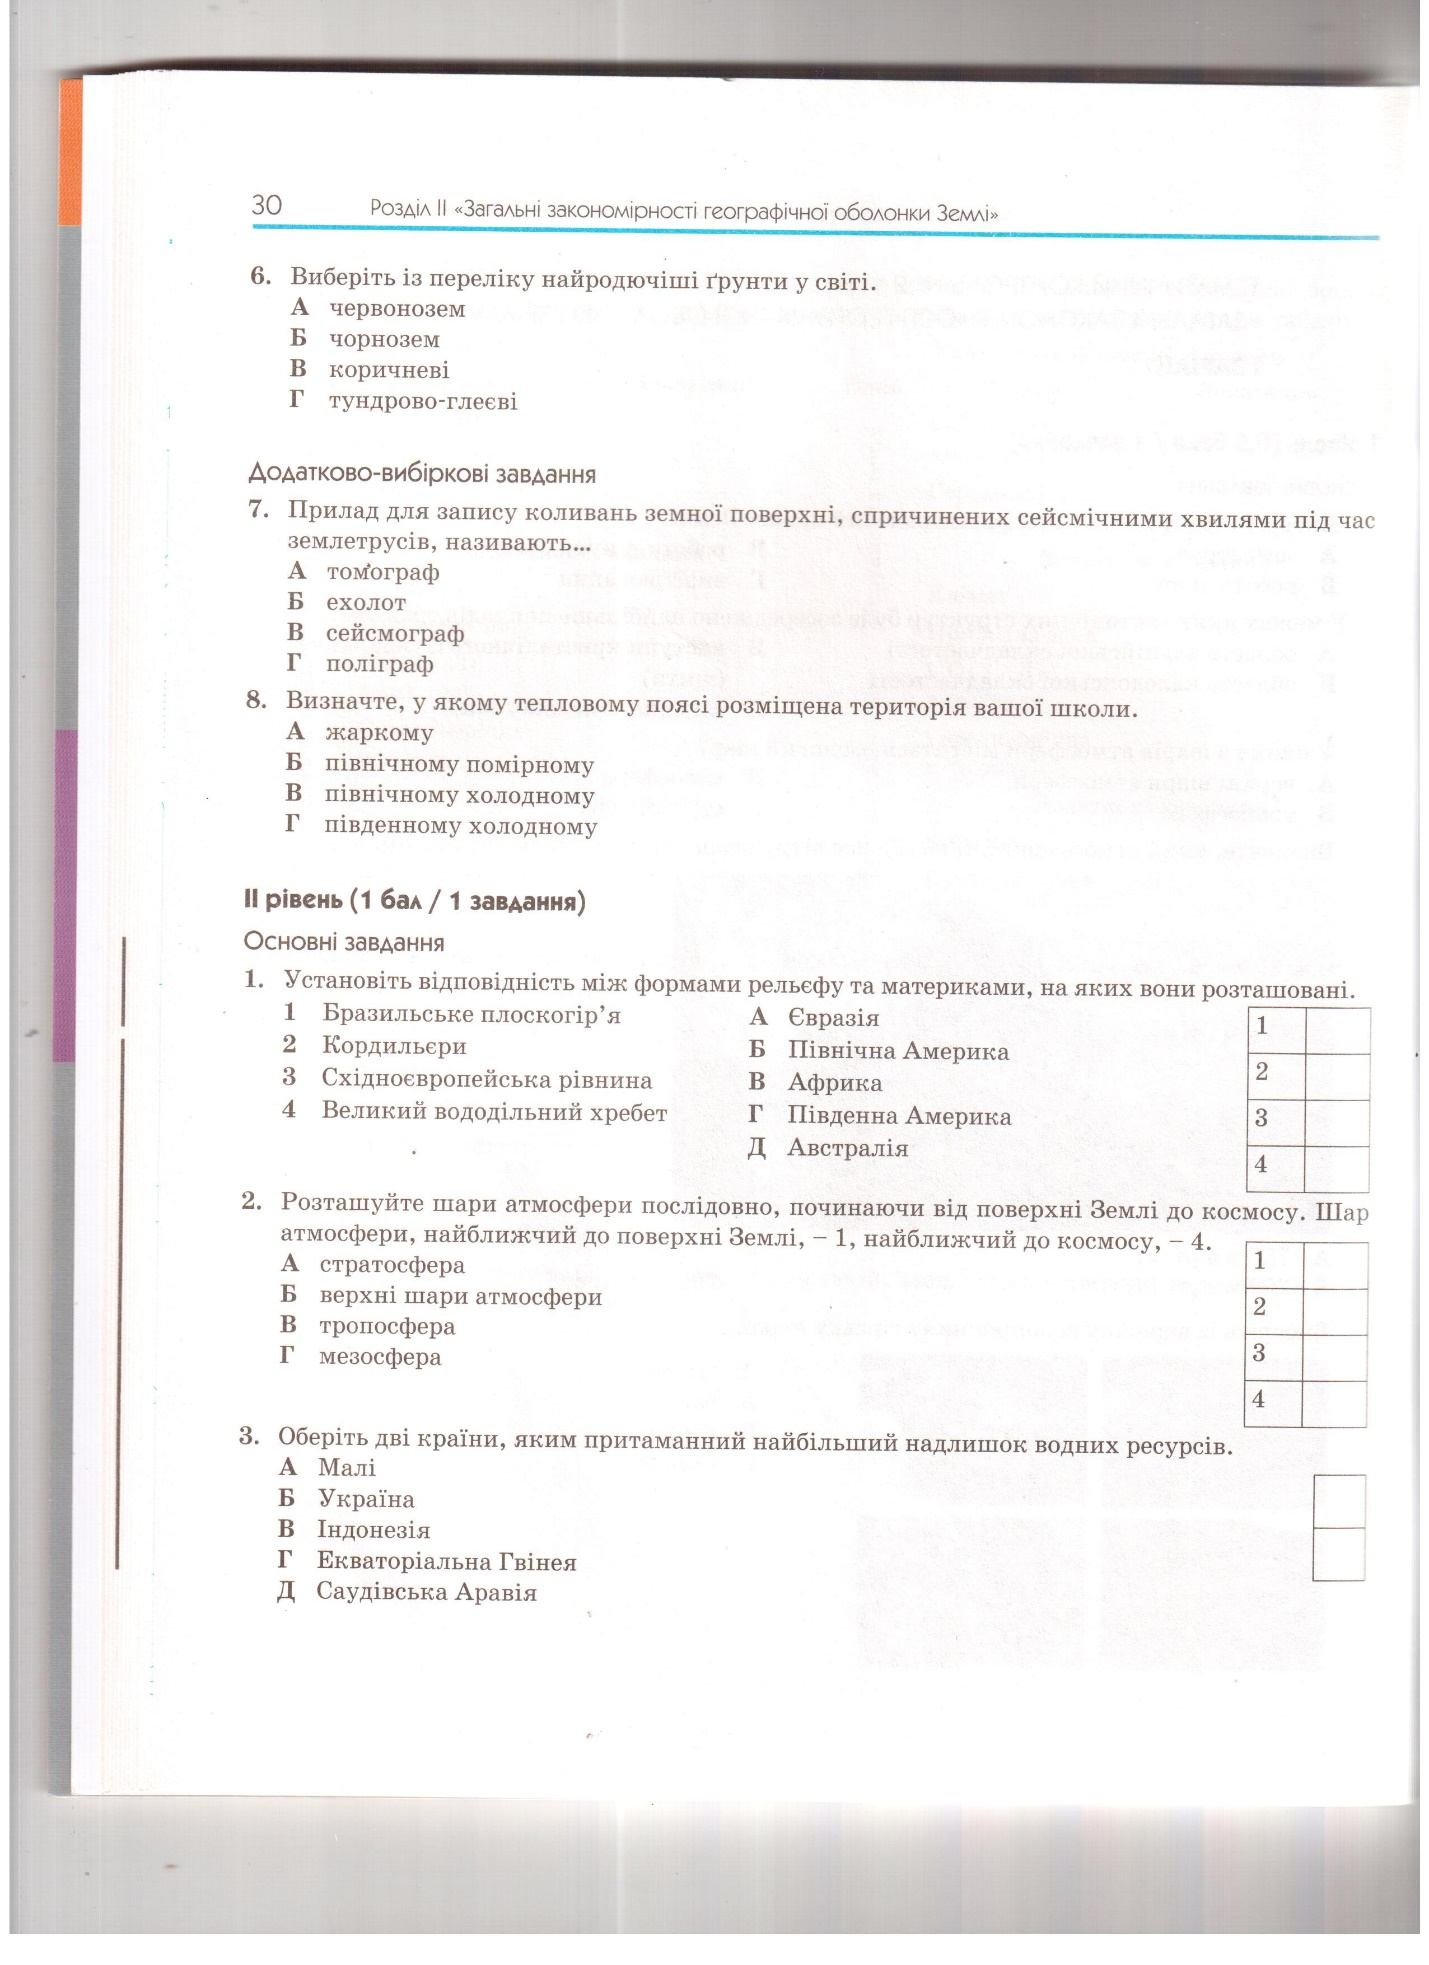 30 Розділ ІІ «Загальні закономірності географічної оболонки Землі»
6. Виберіть із переліку найродючіші ґрунти у світі.
А червонозем
Б чорнозем
В коричневі
Г тундрово-глеєві
Додатково-вибіркові завдання
7. Прилад для запису коливань земної поверхні, спричинених сейсмічними хвилями під час
землетрусів, називають...
А томограф
Б ехолот
В сейсмограф
Г поліграф
8. Визначте, у якому тепловому поясі розміщена територія вашої школи.
А жаркому
Б північному помірному
В північному холодному
Г південному холодному
ІІ рівень (1 бал / 1 завдання)
Основні завдання
1. Установіть відповідність між формами рельєфу та материками, на яких вони розташовані.
1 Бразильське плоскогір’я А Євразія 1
2 Кордильєри Б Північна Америка 2
3 Східноєвропейська рівнина В Африка 3
4 Великий вододільний хребет Г Південна Америка 4
Д Австралія
2. Розташуйте шари атмосфери послідовно, починаючи від поверхні Землі до космосу. Шар
атмосфери, найближчий до поверхні Землі, – 1, найближчий до космосу, – 4.
А стратосфера 1
Б верхні шари атмосфери 2
В тропосфера 3
Г мезосфера 4
3. Оберіть дві країни, яким притаманний найбільший надлишок водних ресурсів.
А Малі
Б Україна
В Індонезія
Г Екваторіальна Гвінея
Д Саудівська Аравія